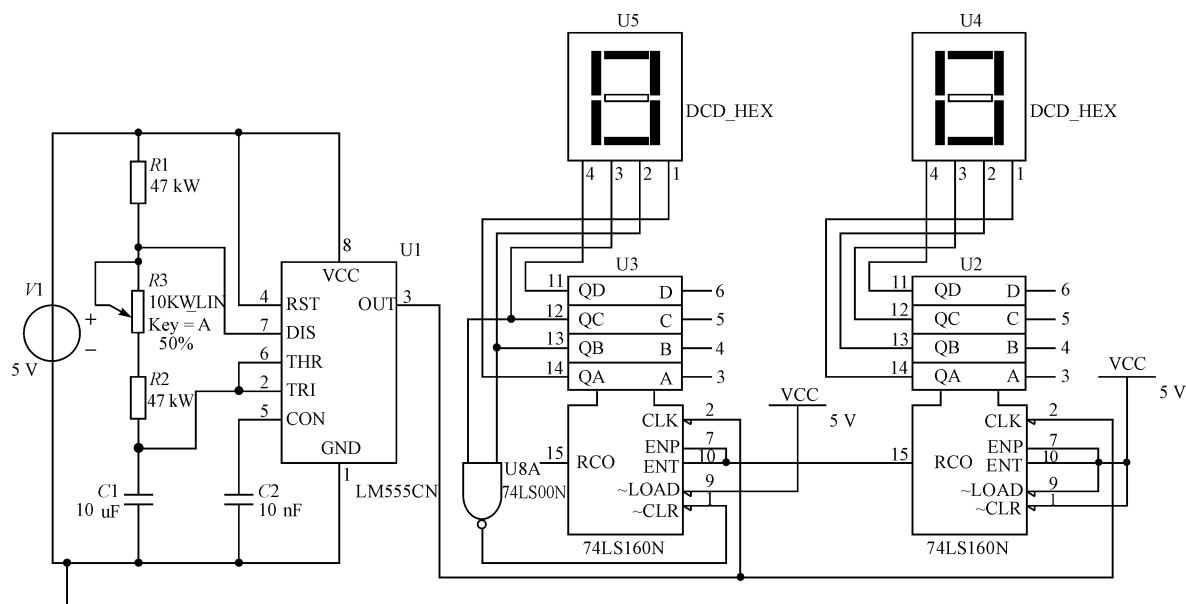 U5
U4
DCD_HEX
DCD_HEX
4 3 2 1
4 3 2 1
R1
47 kW
8
U1
U3
U2
VCC
V1
+
−
5 V
R3
10KWLIN
Key = A
50%
4 RST
OUT 3
7 DIS
6 THR
2 TRI
5 CON
GND
1
LM555CN
R2
47 kW
C1
10 uF
C2
10 nF
11 QD D 6
12 QC C 5
13 QB B 4
14 QA A 3
11 QD D 6
12 QC C 5
13 QB B 4
14 QA A 3
VCC
5 V
VCC
5 V
CLK 2
ENP 7
15 RCO ENT 10
~LOAD 9
~CLR 1
74LS160N
U8A
74LS00N
CLK 2
ENP 7
15 RCO ENT 10
~LOAD 9
~CLR 1
74LS160N